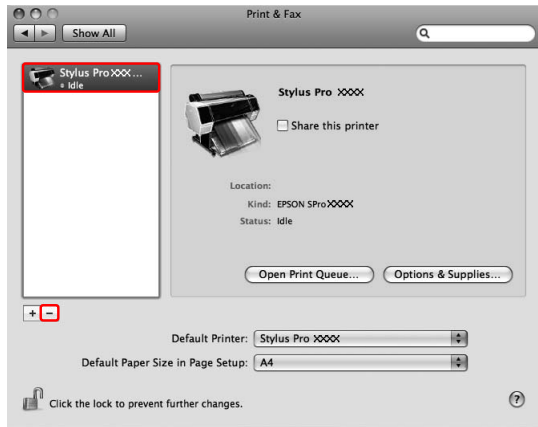 Print & Fax
Show All
Stylus Pro XXX...
Idle
Stylus Pro XXXX
Share this printer
Location:
Kind: EPSON SPro XXXX
Status: Idle
Open Print Queue...
Options & Supplies...
+ −
Default Printer: Stylus Pro XXXX
Default Paper Size in Page Setup: A4
Click the lock to prevent further changes.
?